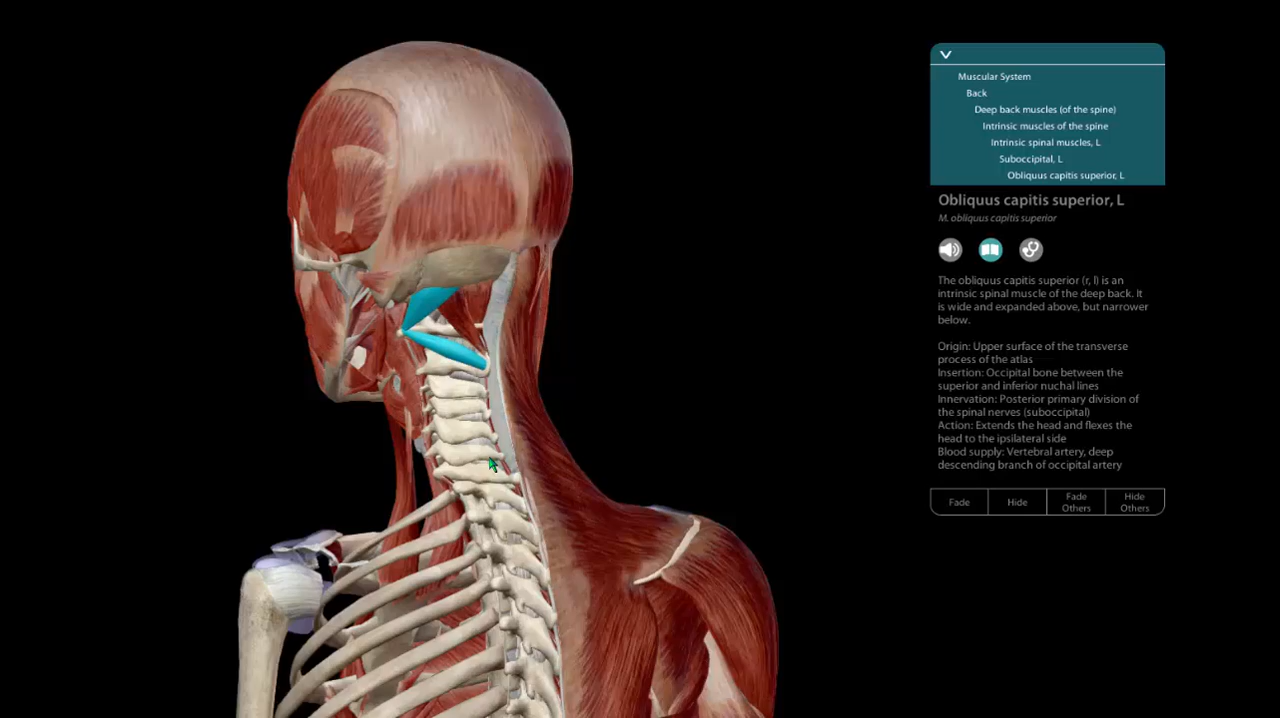 Muscular System
Back
Deep back muscles (of the spine)
Intrinsic muscles of the spine
Intrinsic spinal muscles, L
Suboccipital, L
Obliquus capitis superior, L
Obliquus capitis superior, L
M. obliquus capitis superior
The obliquus capitis superior (r, l) is an
intrinsic spinal muscle of the deep back. It
is wide and expanded above, but narrower
below.
Origin: Upper surface of the transverse
process of the atlas
Insertion: Occipital bone between the
superior and inferior nuchal lines
Innervation: Posterior primary division of
the spinal nerves (suboccipital)
Action: Extends the head and flexes the
head to the ipsilateral side
Blood supply: Vertebral artery, deep
descending branch of occipital artery
Fade
Hide
Fade
Others
Hide
Others